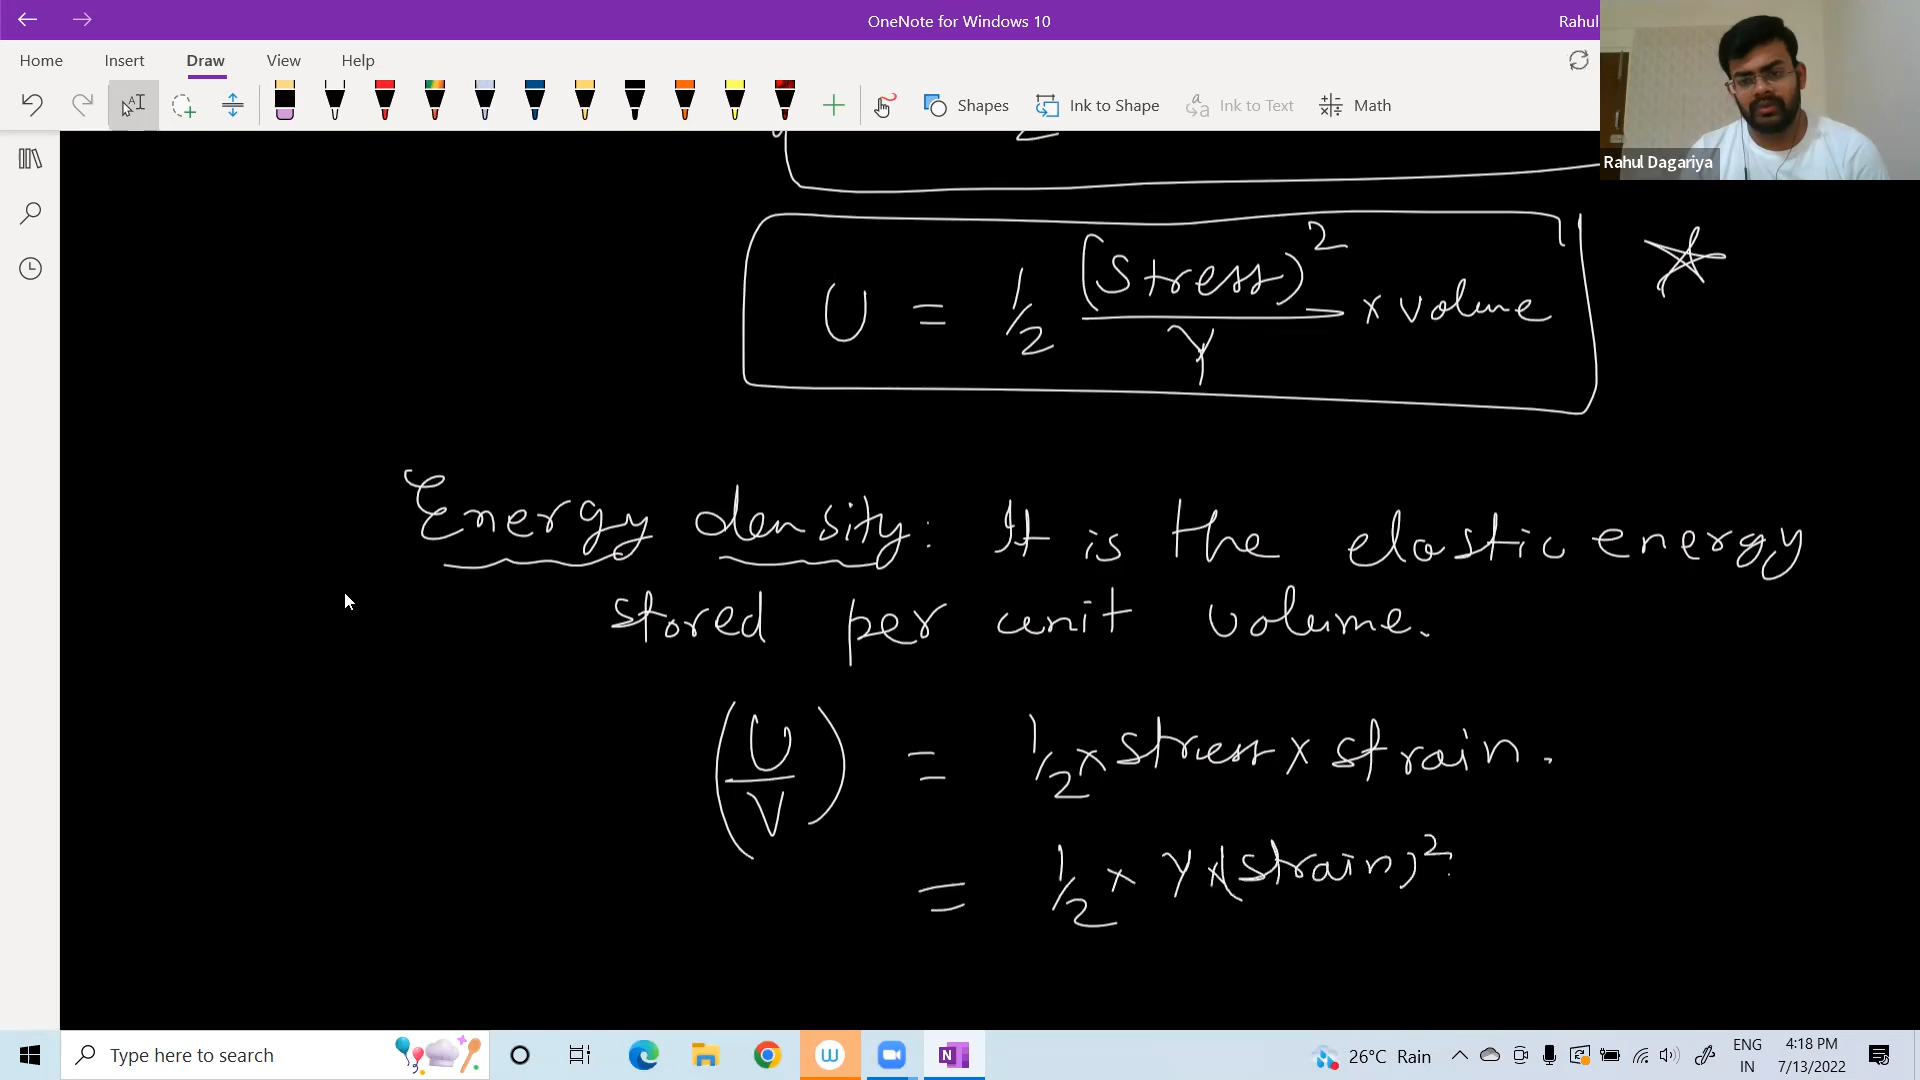 OneNote for Windows 10
Rahul
Home Insert Draw View Help
Shapes Ink to Shape Ink to Text Math
Rahul Dagariya
U = 1/2 (Stress)² / Y × volume
Energy density: It is the elastic energy
stored per unit volume.
(U/V) = 1/2 × stress × strain.
= 1/2 × Y × (strain)²
Type here to search
26°C Rain
ENG
IN
4:18 PM
7/13/2022